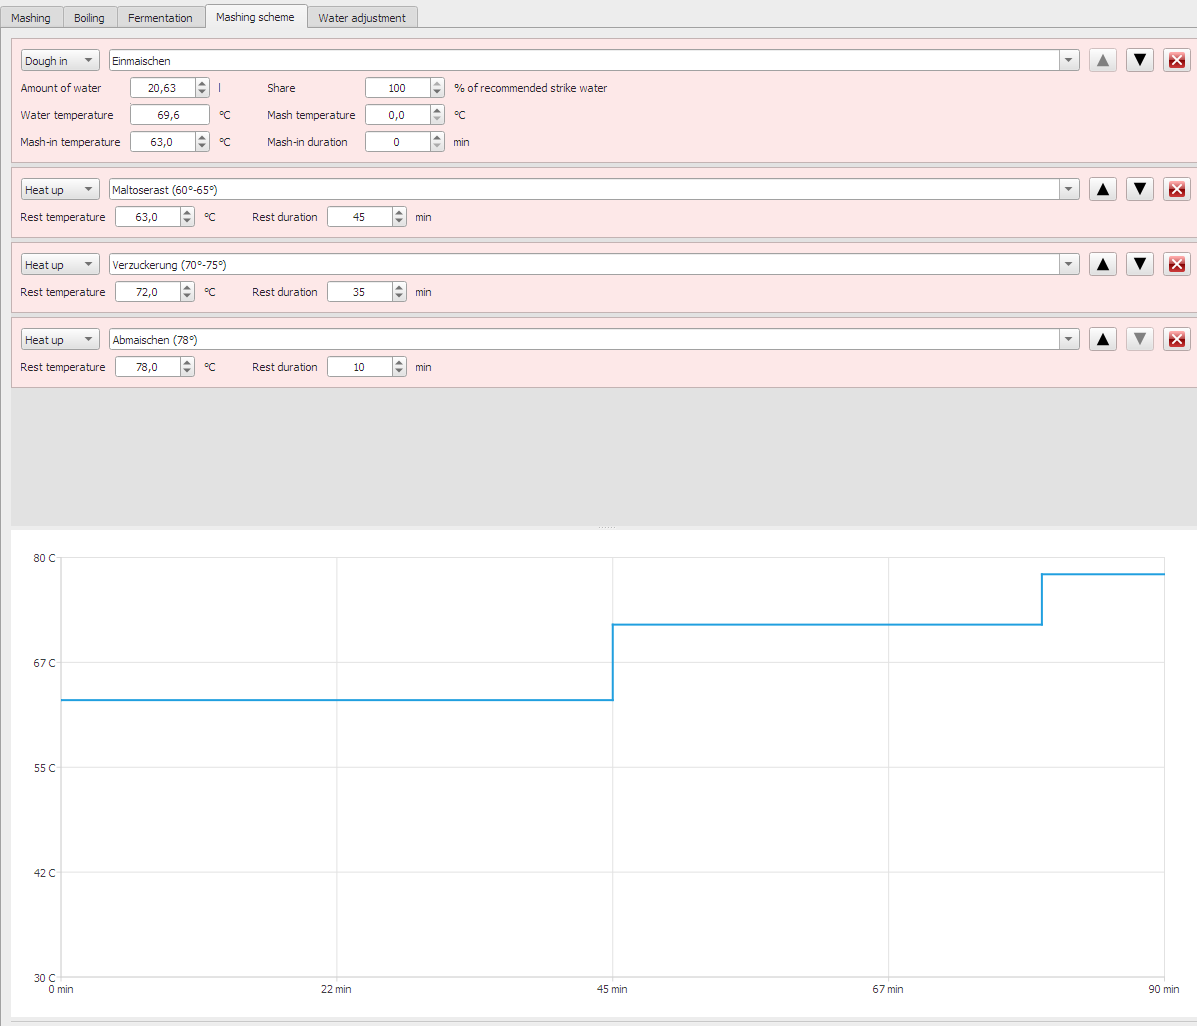 Mashing Boiling Fermentation Mashing scheme Water adjustment
Dough in Einmaischen
Amount of water 20,63 l Share 100 % of recommended strike water
Water temperature 69,6 °C Mash temperature 0,0 °C
Mash-in temperature 63,0 °C Mash-in duration 0 min
Heat up Maltoserast (60°-65°)
Rest temperature 63,0 °C Rest duration 45 min
Heat up Verzuckerung (70°-75°)
Rest temperature 72,0 °C Rest duration 35 min
Heat up Abmaischen (78°)
Rest temperature 78,0 °C Rest duration 10 min
80 C
67 C
55 C
42 C
30 C
0 min 22 min 45 min 67 min 90 min